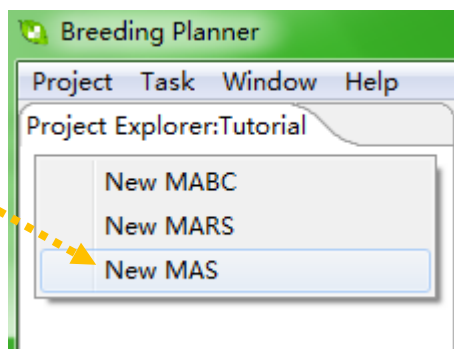 Breeding Planner
Project Task Window Help
Project Explorer:Tutorial
New MABC
New MARS
New MAS